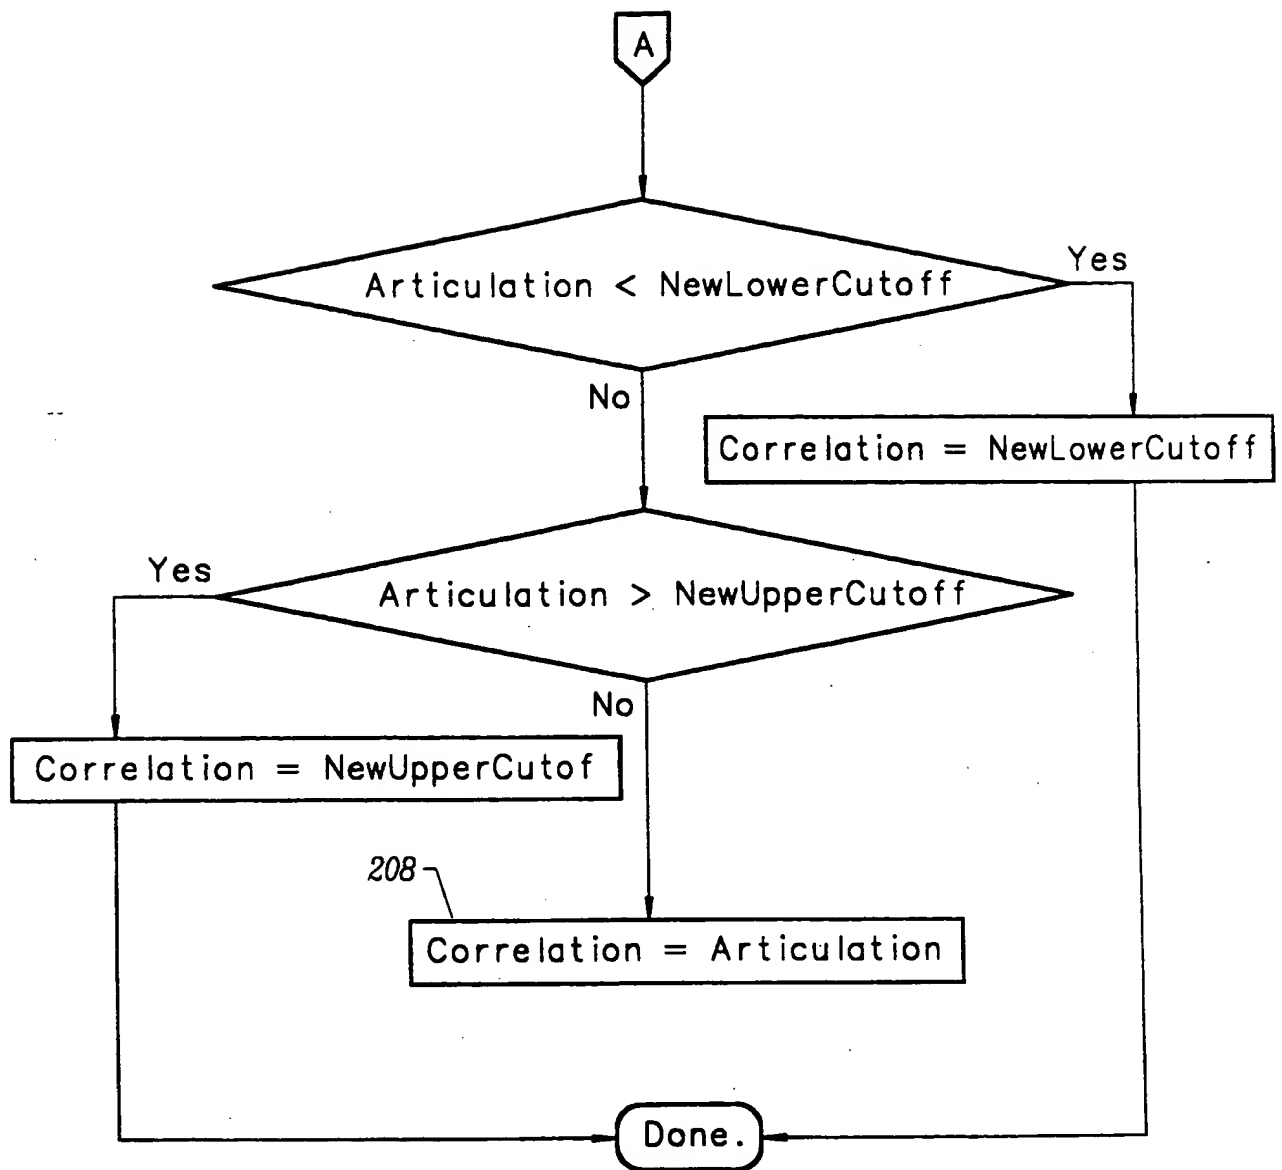 A
Articulation < NewLowerCutoff
Yes
No
Correlation = NewLowerCutoff
Articulation > NewUpperCutoff
Yes
No
Correlation = NewUpperCutof
208
Correlation = Articulation
Done.